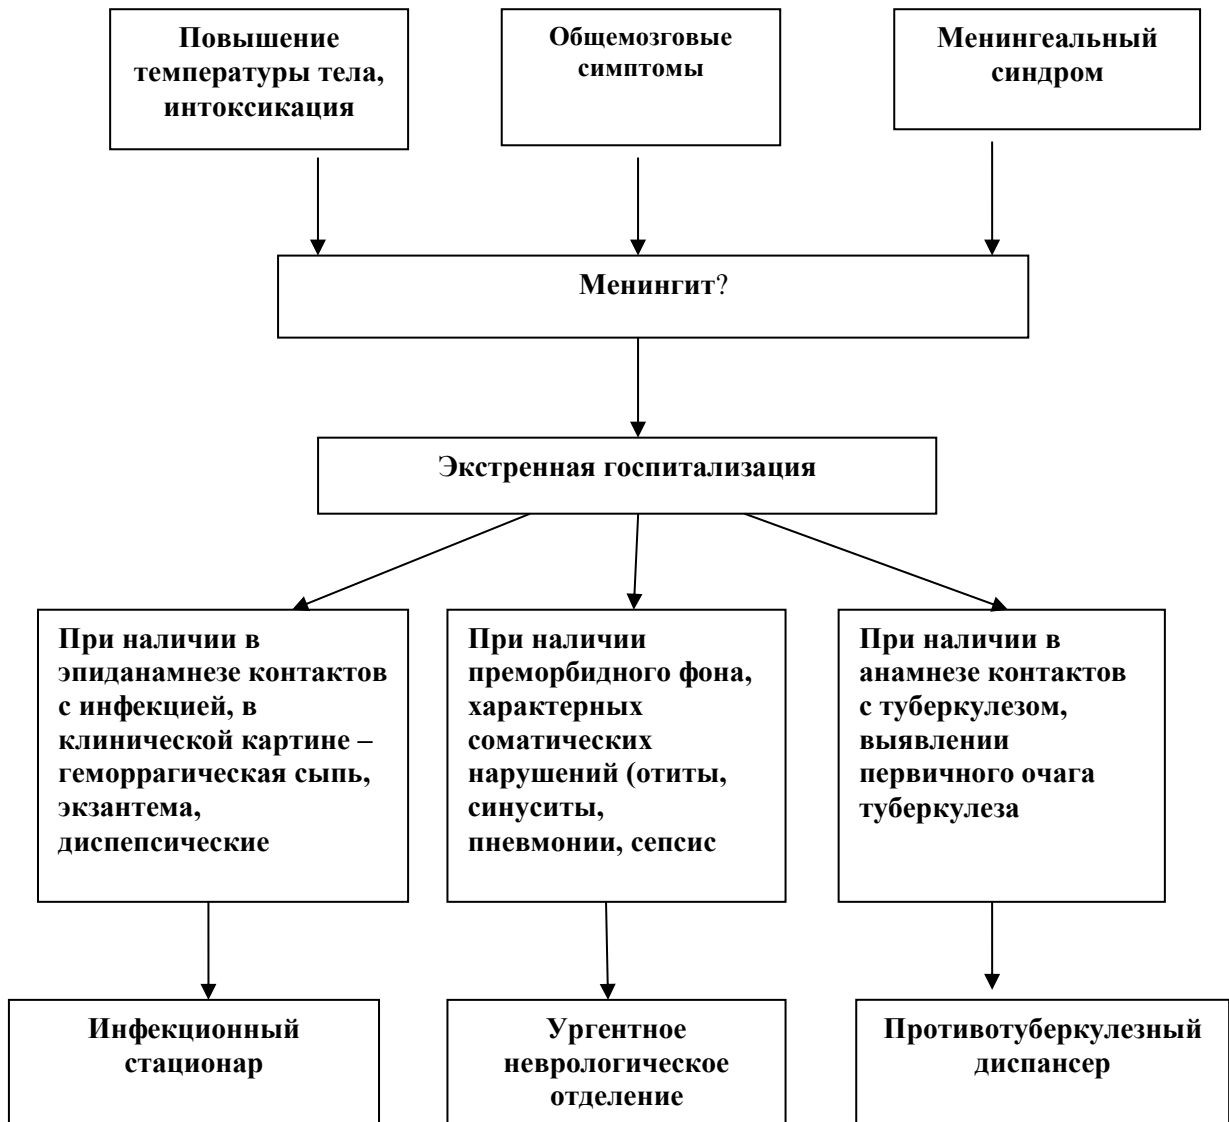 Повышение
температуры тела,
интоксикация
Общемозговые
симптомы
Менингеальный
синдром
Менингит?
Экстренная госпитализация
При наличии в
эпиданамнезе контактов
с инфекцией, в
клинической картине –
геморрагическая сыпь,
экзантема,
диспепсические
При наличии
преморбидного фона,
характерных
соматических
нарушений (отиты,
синуситы,
пневмонии, сепсис
При наличии в
анамнезе контактов
с туберкулезом,
выявлении
первичного очага
туберкулеза
Инфекционный
стационар
Ургентное
неврологическое
отделение
Противотуберкулезный
диспансер